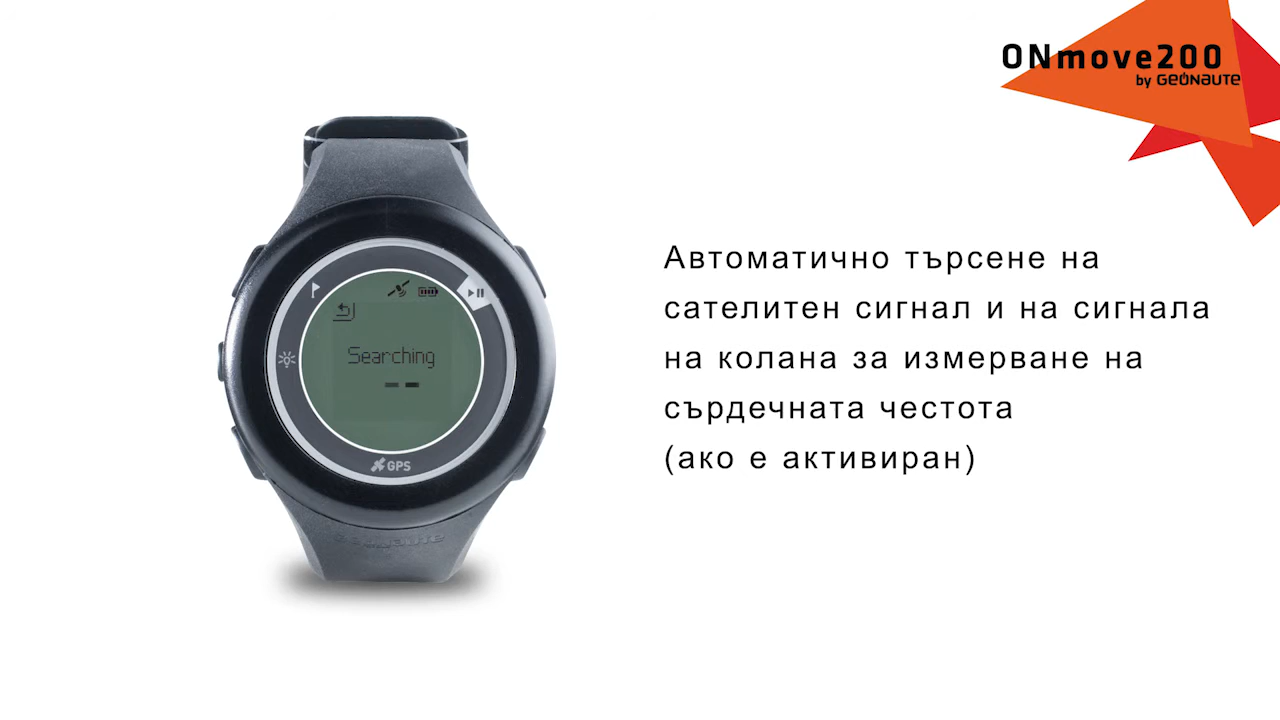 ONmove200
by GEONAUTE
Автоматично търсене на
сателитен сигнал и на сигнала
на колана за измерване на
сърдечната честота
(ако е активиран)
Searching
GPS